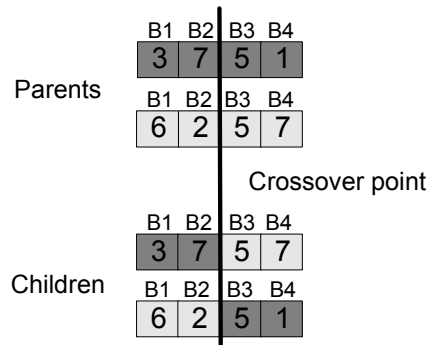 B1 B2 B3 B4
3 7 5 1
Parents
B1 B2 B3 B4
6 2 5 7
Crossover point
B1 B2 B3 B4
3 7 5 7
Children
B1 B2 B3 B4
6 2 5 1